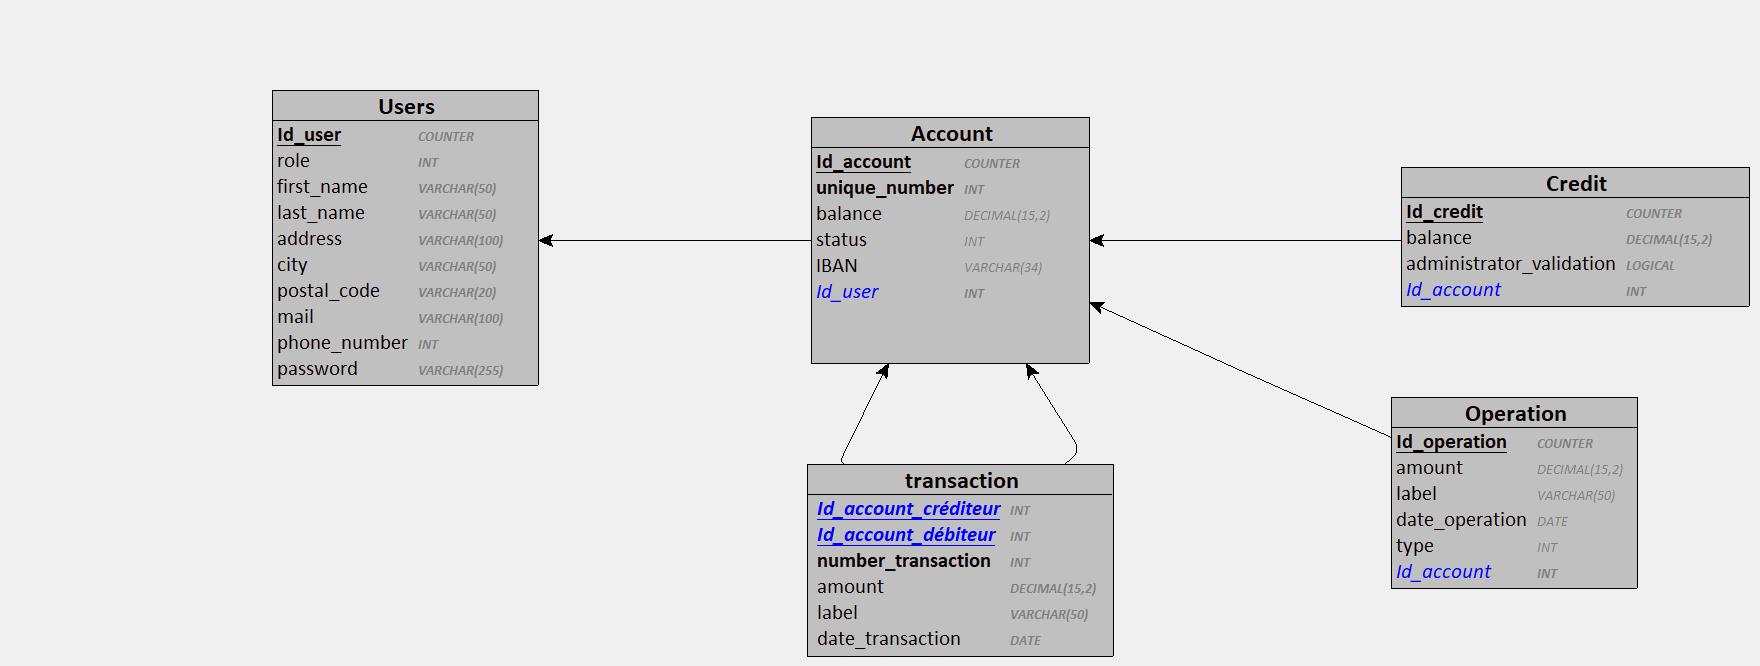 Users
Id_user COUNTER
role INT
first_name VARCHAR(50)
last_name VARCHAR(50)
address VARCHAR(100)
city VARCHAR(50)
postal_code VARCHAR(20)
mail VARCHAR(100)
phone_number INT
password VARCHAR(255)
Account
Id_account COUNTER
unique_number INT
balance DECIMAL(15,2)
status INT
IBAN VARCHAR(34)
Id_user INT
Credit
Id_credit COUNTER
balance DECIMAL(15,2)
administrator_validation LOGICAL
Id_account INT
transaction
Id_account_créditeur INT
Id_account_débiteur INT
number_transaction INT
amount DECIMAL(15,2)
label VARCHAR(50)
date_transaction DATE
Operation
Id_operation COUNTER
amount DECIMAL(15,2)
label VARCHAR(50)
date_operation DATE
type INT
Id_account INT